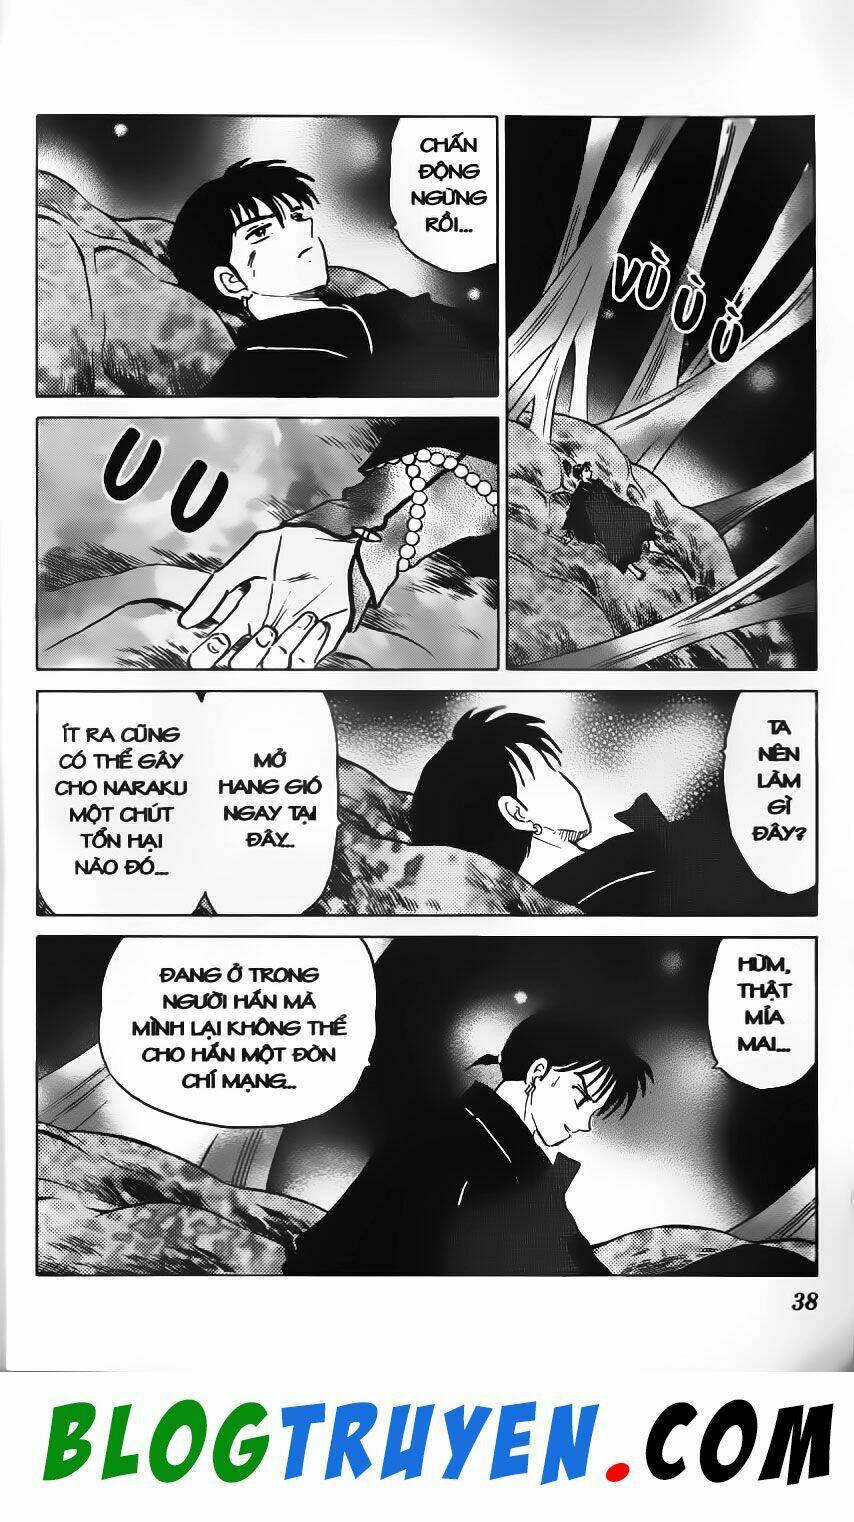 VÙ Ù Ù
CHẤN
ĐỘNG
NGỪNG
RỒI...
U U
TA
NÊN
LÀM
GÌ
ĐÂY?
MỞ
HANG GIÓ
NGAY TẠI
ĐÂY...
ÍT RA CŨNG
CÓ THỂ GÂY
CHO NARAKU
MỘT CHÚT
TỔN HẠI
NÀO ĐÓ...
HỪM,
THẬT
MỈA
MAI...
ĐANG Ở TRONG
NGƯỜI HẮN MÀ
MÌNH LẠI KHÔNG THỂ
CHO HẮN MỘT ĐÒN
CHÍ MẠNG...
38
BLOGTRUYEN.COM